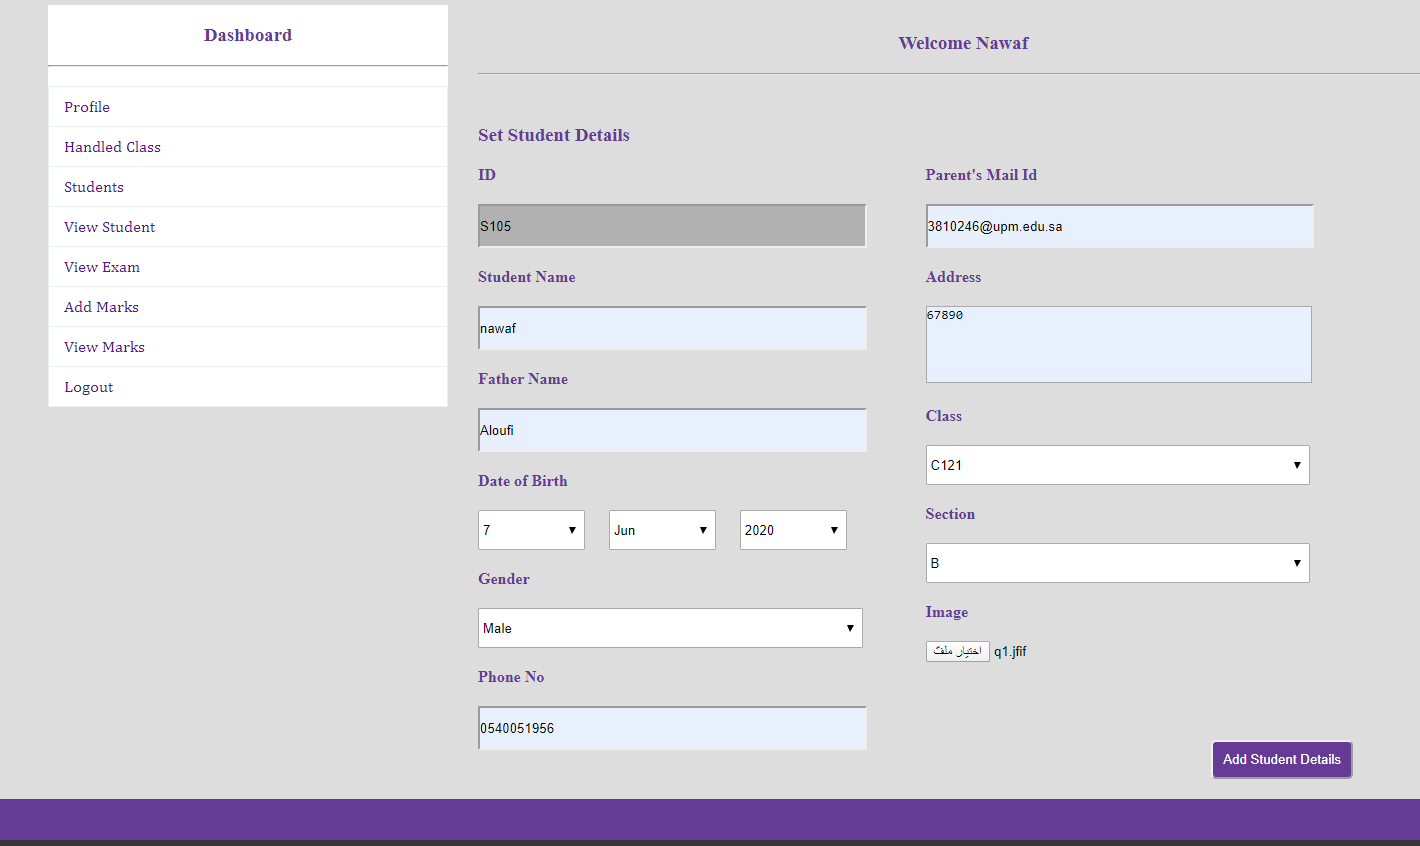 Dashboard
Profile
Handled Class
Students
View Student
View Exam
Add Marks
View Marks
Logout
Welcome Nawaf
Set Student Details
ID
S105
Student Name
nawaf
Father Name
Aloufi
Date of Birth
7 Jun 2020
Gender
Male
Phone No
0540051956
Parent's Mail Id
3810246@upm.edu.sa
Address
67890
Class
C121
Section
B
Image
اختيار ملف q1.jfif
Add Student Details